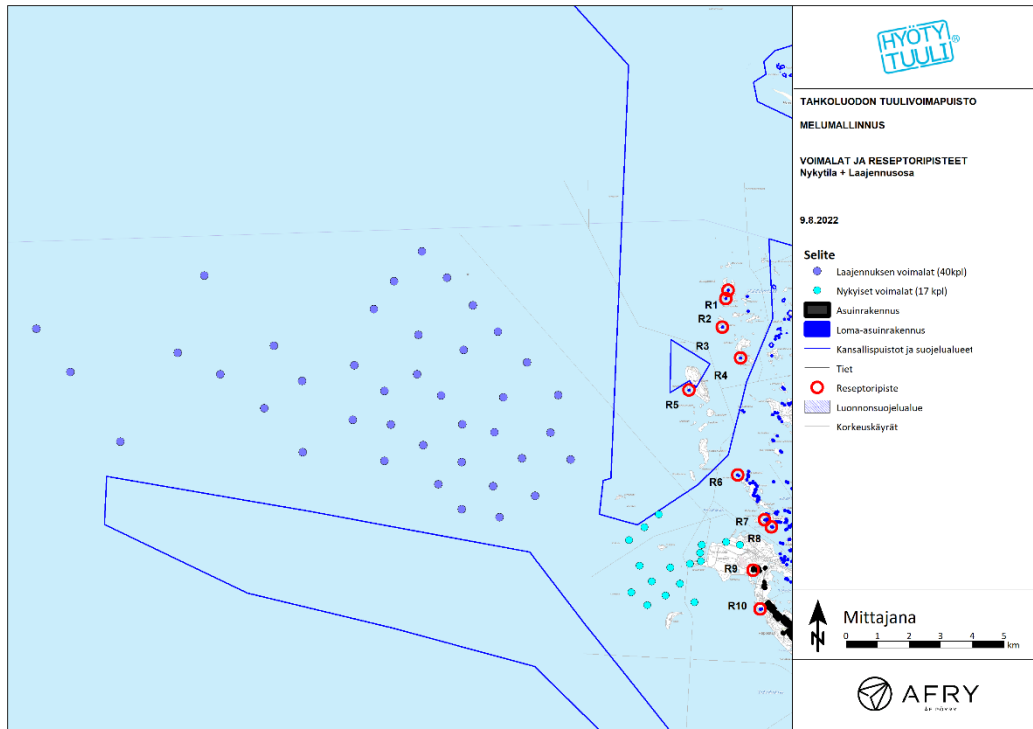 HYÖTY
TUULI®
TAHKOLUODON TUULIVOIMAPUISTO
MELUMALLINNUS
VOIMALAT JA RESEPTORIPISTEET
Nykytila + Laajennusosa
9.8.2022
Selite
Laajennuksen voimalat (40kpl)
Nykyiset voimalat (17 kpl)
Asuinrakennus
Loma-asuinrakennus
Kansallispuistot ja suojelualueet
Tiet
Reseptoripiste
Luonnonsuojelualue
Korkeuskäyrät
R1
R2
R3
R4
R5
R6
R7
R8
R9
R10
N
Mittajana
0 1 2 3 4 5
km
AFRY
ÅF PÖYRY